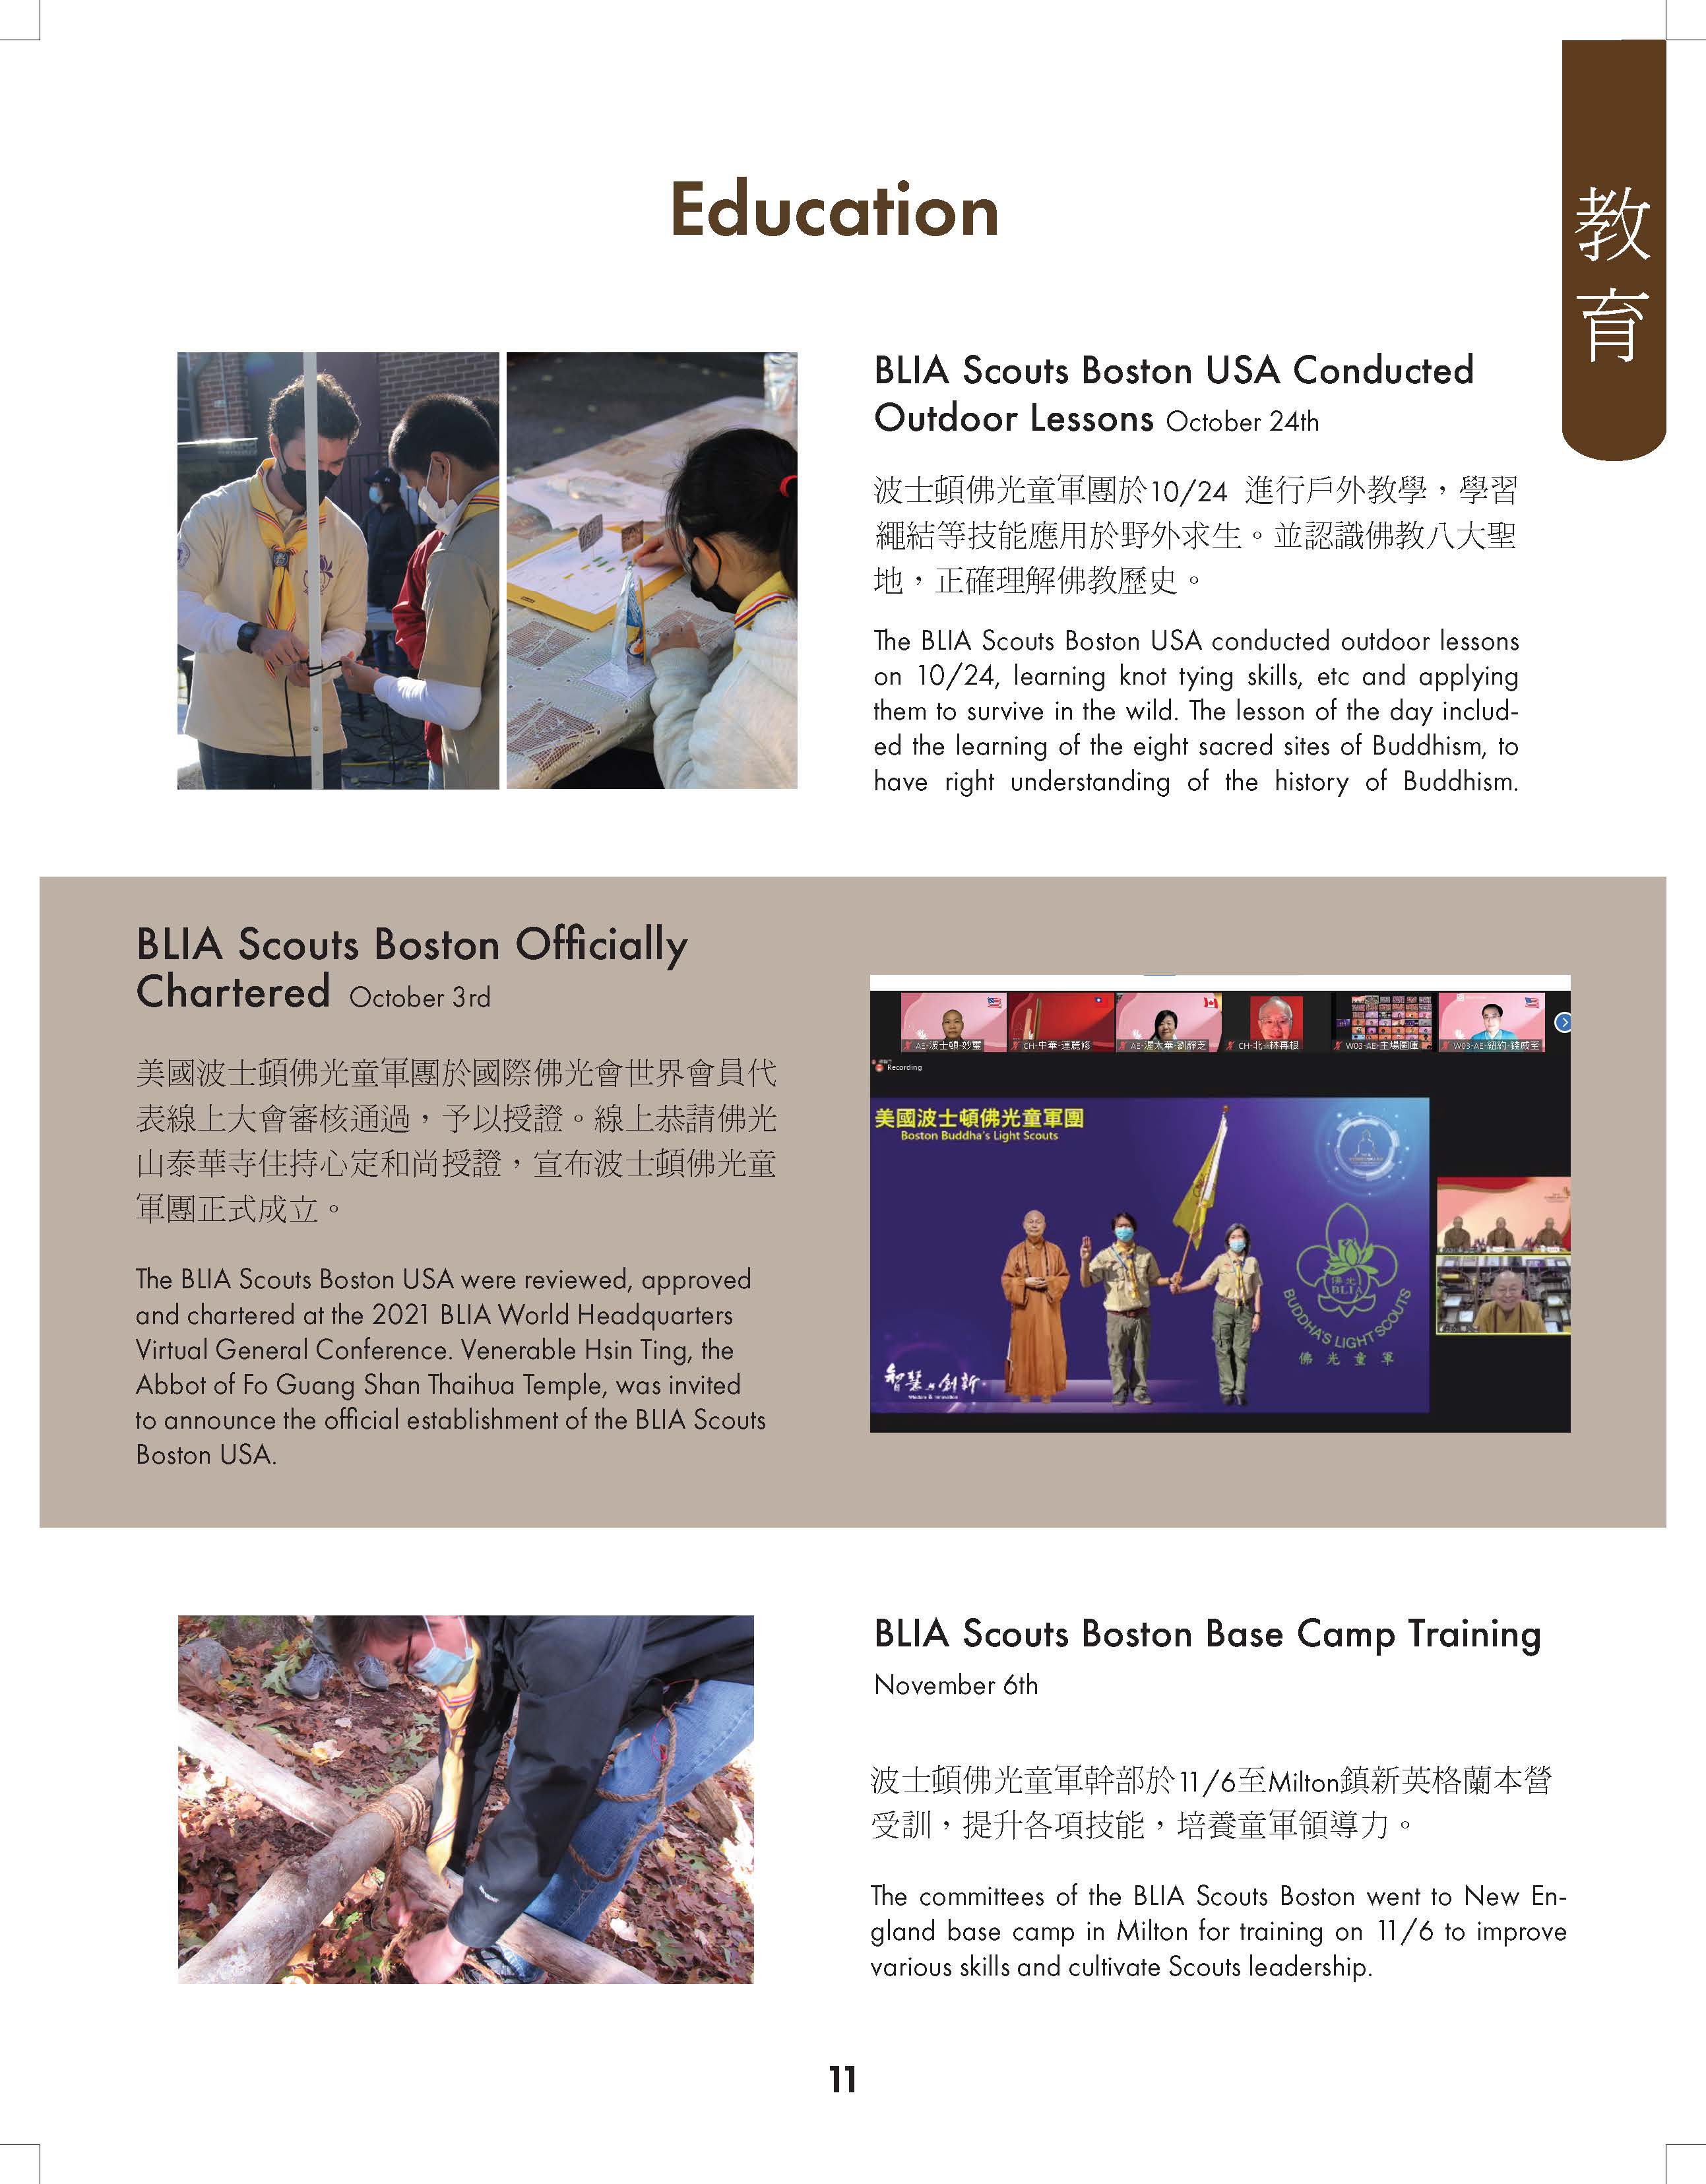 Education
教
育
BLIA Scouts Boston USA Conducted
Outdoor Lessons October 24th
波士頓佛光童軍團於10/24 進行戶外教學，學習
繩結等技能應用於野外求生。並認識佛教八大聖
地，正確理解佛教歷史。
The BLIA Scouts Boston USA conducted outdoor lessons
on 10/24, learning knot tying skills, etc and applying
them to survive in the wild. The lesson of the day includ-
ed the learning of the eight sacred sites of Buddhism, to
have right understanding of the history of Buddhism.
BLIA Scouts Boston Officially
Chartered October 3rd
美國波士頓佛光童軍團於國際佛光會世界會員代
表線上大會審核通過，予以授證。線上恭請佛光
山泰華寺住持心定和尚授證，宣布波士頓佛光童
軍團正式成立。
The BLIA Scouts Boston USA were reviewed, approved
and chartered at the 2021 BLIA World Headquarters
Virtual General Conference. Venerable Hsin Ting, the
Abbot of Fo Guang Shan Thaihua Temple, was invited
to announce the official establishment of the BLIA Scouts
Boston USA.
AE-波士頓-妙璽
CH-中華-連麗修
AE-渥太華-劉靜芝
林再根
W03-AE-主場圖庫
W03-AE-紐約-錢威至
Recording
美國波士頓佛光童軍團
Boston Buddha's Light Scouts
佛光
BLIA
BUDDHA'S LIGHT SCOUTS
佛光童軍
智慧與創新
BLIA Scouts Boston Base Camp Training
November 6th
波士頓佛光童軍幹部於11/6至Milton鎮新英格蘭本營
受訓，提升各項技能，培養童軍領導力。
The committees of the BLIA Scouts Boston went to New En-
gland base camp in Milton for training on 11/6 to improve
various skills and cultivate Scouts leadership.
11